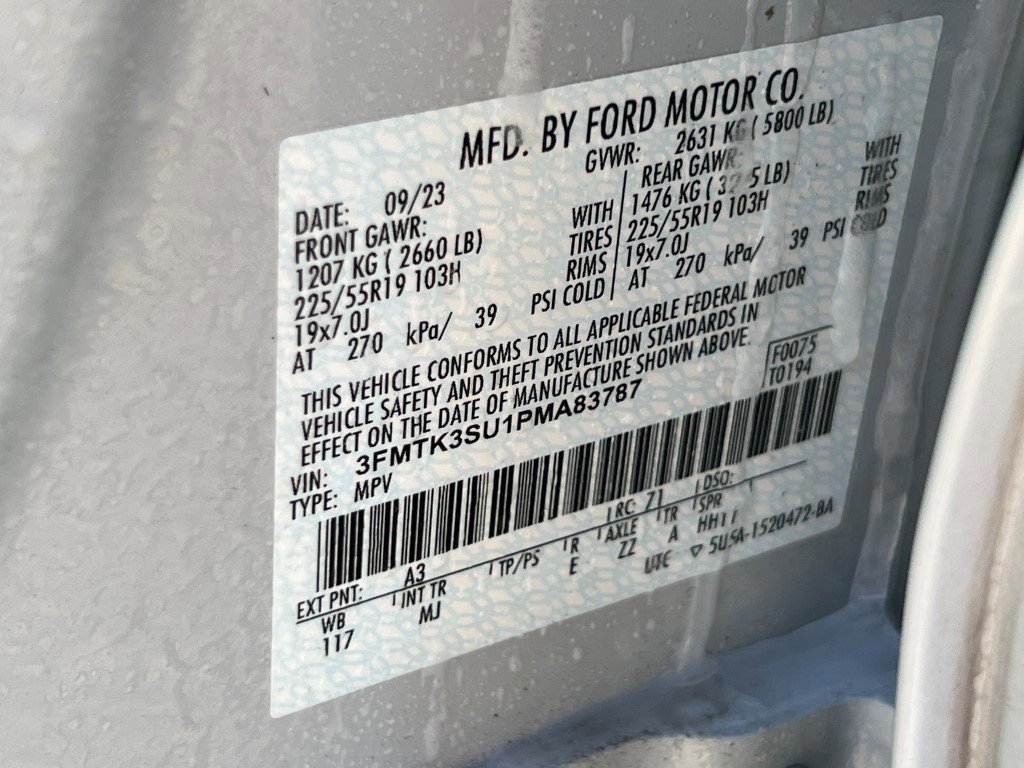 MFD. BY FORD MOTOR CO.
DATE: 09/23
GVWR: 2631 KG ( 5800 LB)
FRONT GAWR:
1207 KG ( 2660 LB) WITH
225/55R19 103H TIRES
19x7.0J RIMS
AT 270 kPa/ 39 PSI COLD
REAR GAWR:
1476 KG ( LB) WITH
225/55R19 103H TIRES
19x7.0J RIMS
AT 270 kPa/ 39 PSI COLD
THIS VEHICLE CONFORMS TO ALL APPLICABLE FEDERAL MOTOR
VEHICLE SAFETY AND THEFT PREVENTION STANDARDS IN
EFFECT ON THE DATE OF MANUFACTURE SHOWN ABOVE.
VIN: 3FMTK3SU1PMA83787
TYPE: MPV
F0075
T0194
EXT PNT: A3 RC: 71 DSO:
WB INT TR TP/PS R AXLE TR SPR
117 MJ E ZZ A
UTC ▽ 5U5A-1520472-BA